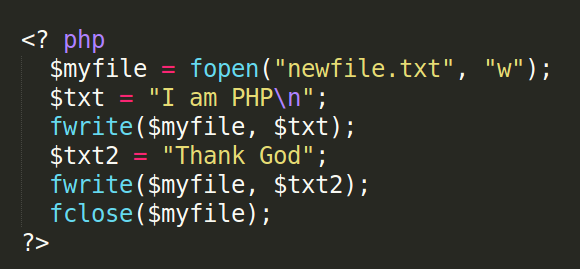 <? php
$myfile = fopen("newfile.txt", "w");
$txt = "I am PHP\n";
fwrite($myfile, $txt);
$txt2 = "Thank God";
fwrite($myfile, $txt2);
fclose($myfile);
?>